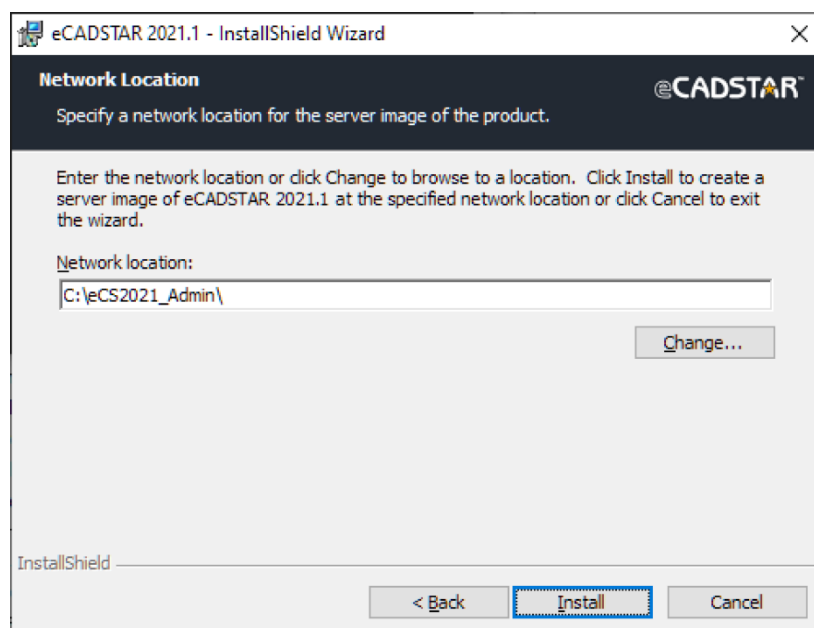 eCADSTAR 2021.1 - InstallShield Wizard
Network Location
eCADSTAR
Specify a network location for the server image of the product.
Enter the network location or click Change to browse to a location. Click Install to create a
server image of eCADSTAR 2021.1 at the specified network location or click Cancel to exit
the wizard.
Network location:
C:\eCS2021_Admin\
Change...
InstallShield
< Back Install Cancel